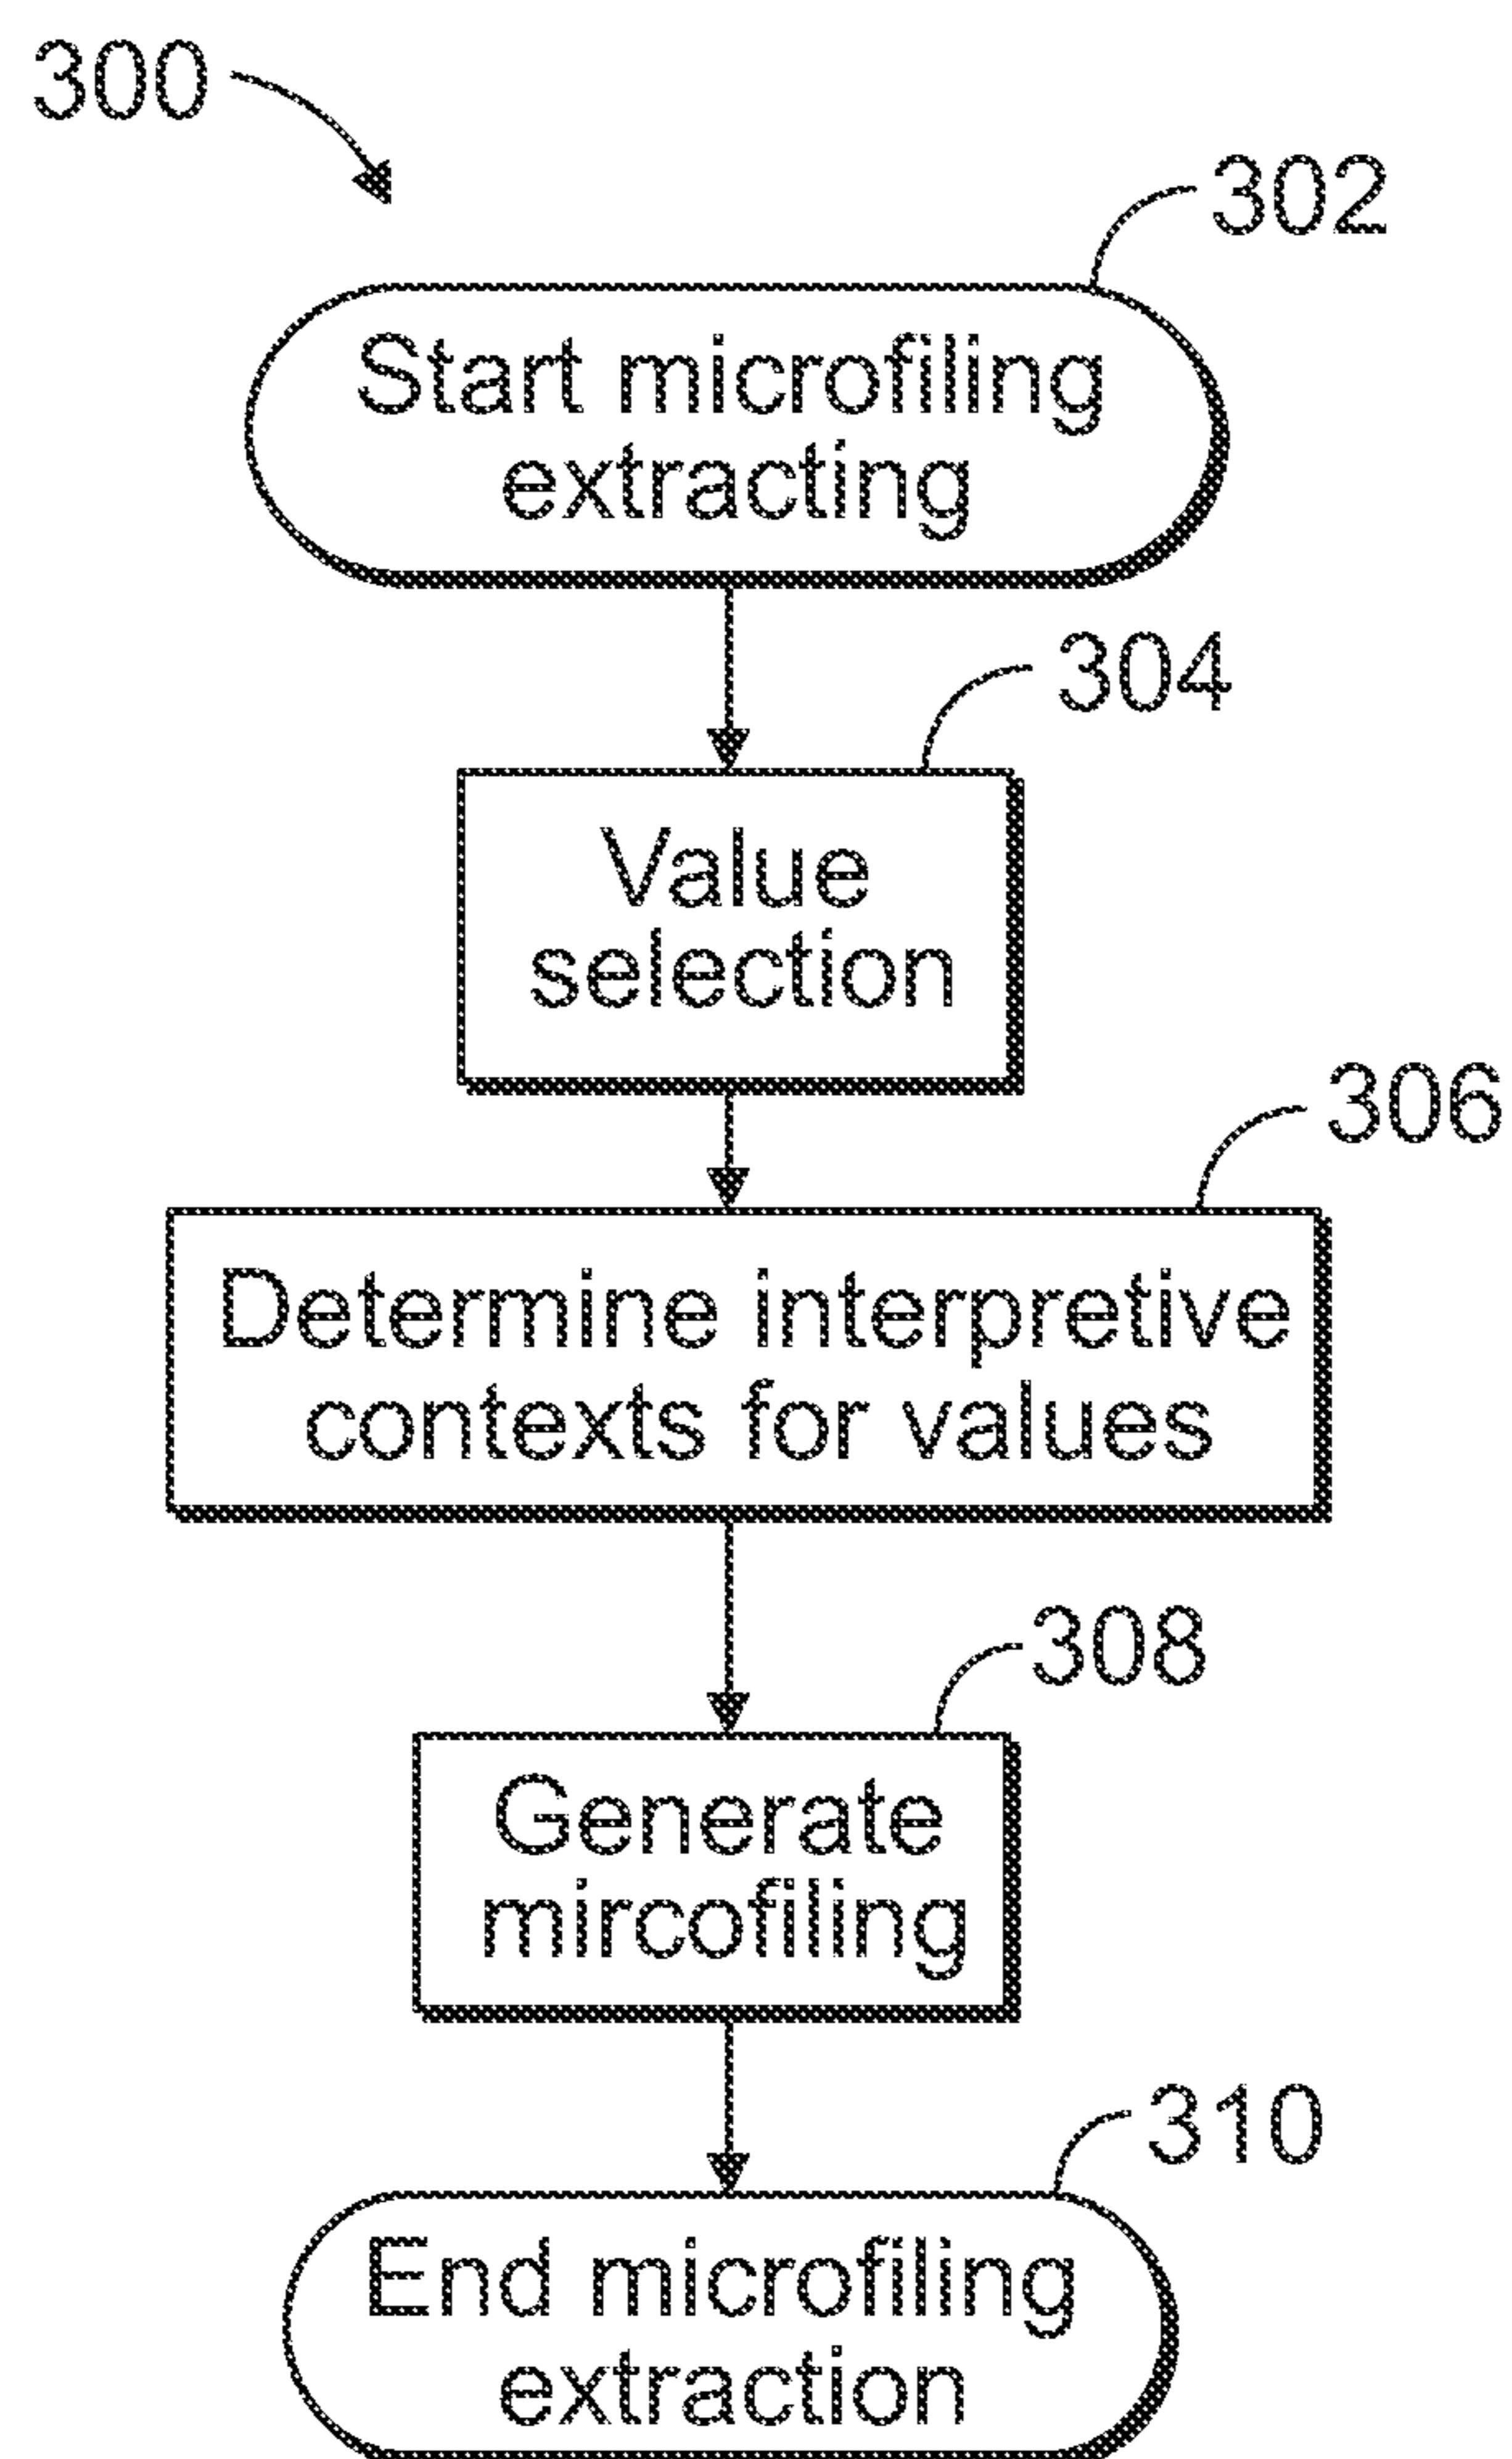 300
302
Start microfiling
extracting
304
Value
selection
306
Determine interpretive
contexts for values
308
Generate
mircofiling
310
End microfiling
extraction